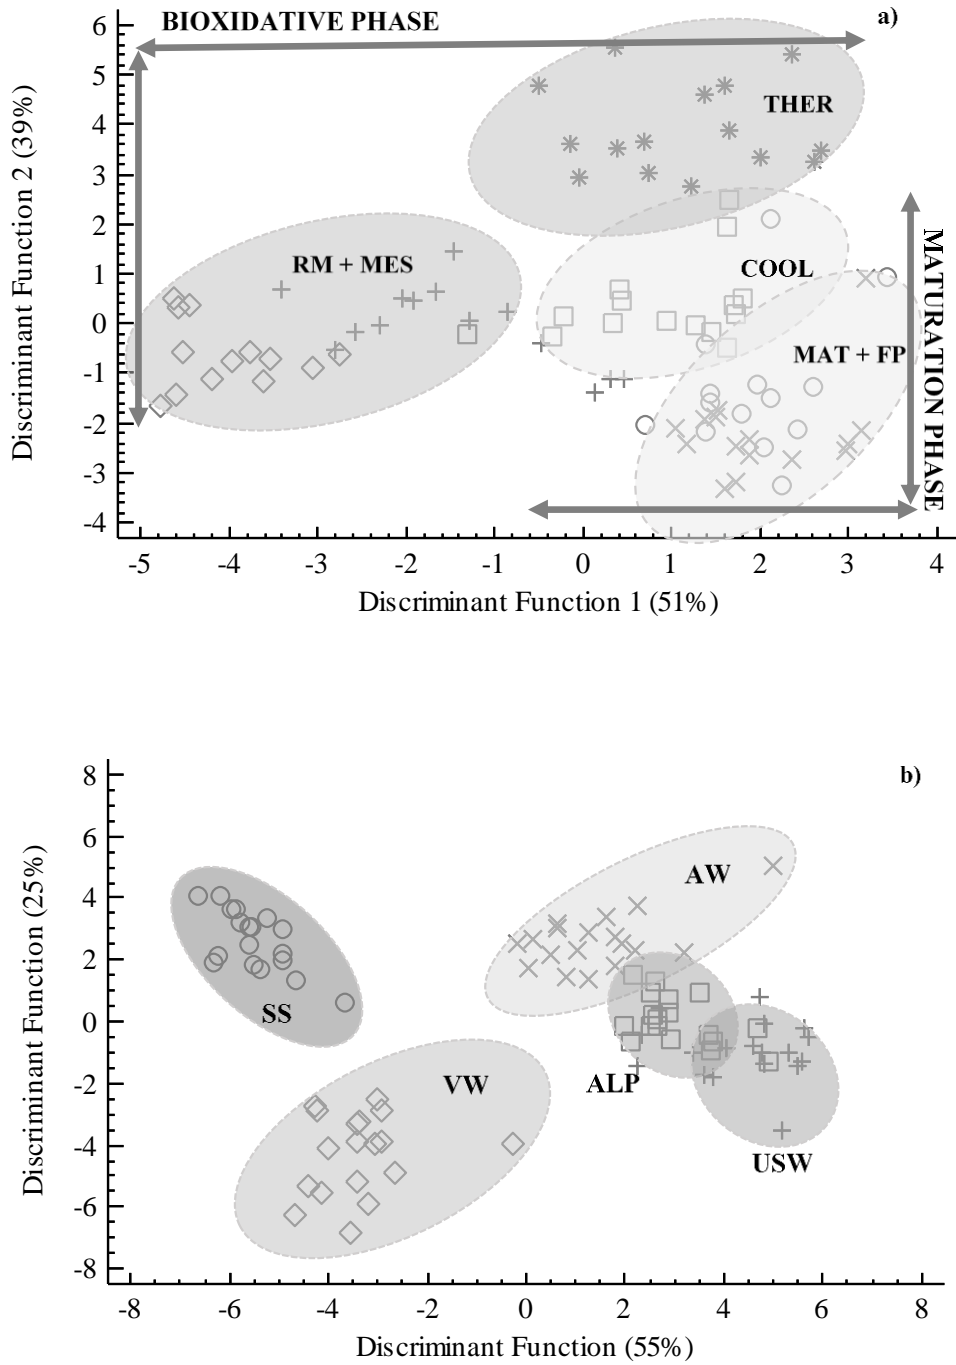 BIOXIDATIVE PHASE
a)
6
5
4
3
2
1
0
-1
-2
-3
-4
Discriminant Function 2 (39%)
THER
RM + MES
COOL
MAT + FP
MATURATION PHASE
-5
-4
-3
-2
-1
0
1
2
3
4
Discriminant Function 1 (51%)
b)
8
6
4
2
0
-2
-4
-6
-8
Discriminant Function (25%)
AW
SS
VW
ALP
USW
-8
-6
-4
-2
0
2
4
6
8
Discriminant Function (55%)